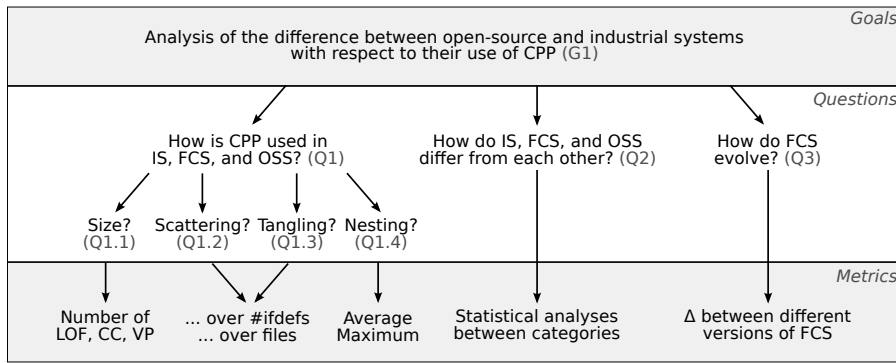 Goals
Analysis of the difference between open-source and industrial systems
with respect to their use of CPP (G1)
Questions
How is CPP used in
IS, FCS, and OSS? (Q1)
How do IS, FCS, and OSS
differ from each other? (Q2)
How do FCS
evolve? (Q3)
Size?
(Q1.1)
Scattering?
(Q1.2)
Tangling?
(Q1.3)
Nesting?
(Q1.4)
Metrics
Number of
LOF, CC, VP
... over #ifdefs
... over files
Average
Maximum
Statistical analyses
between categories
Δ between different
versions of FCS